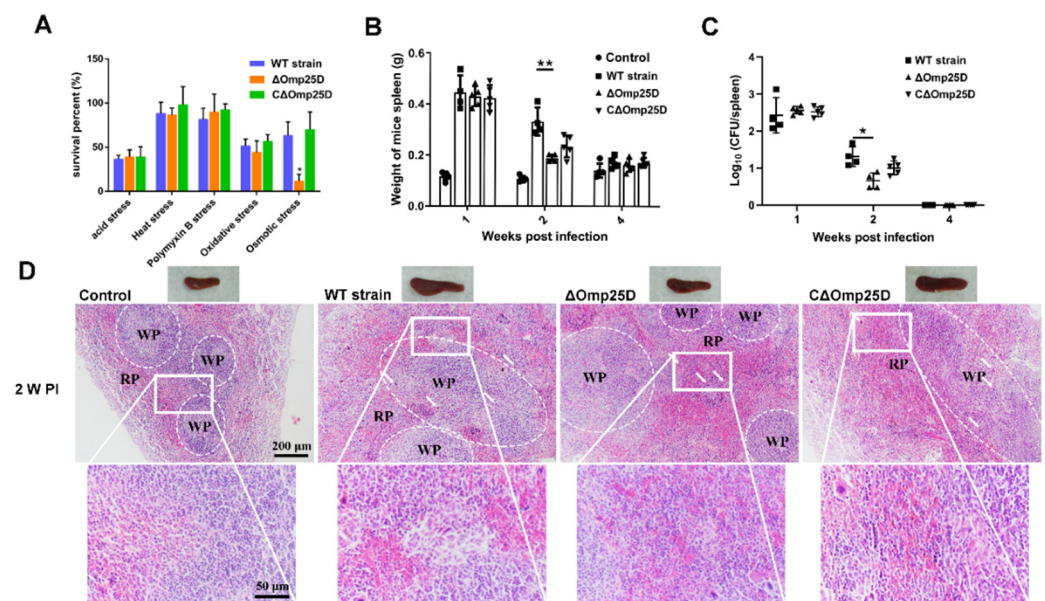 A
survival percent (%)
150
100
50
0
WT strain
ΔOmp25D
CΔOmp25D
*
acid stress
Heat stress
Polymyxin B stress
Oxidative stress
Osmotic stress
B
Weight of mice spleen (g)
0.6
0.4
0.2
0.0
Control
WT strain
ΔOmp25D
CΔOmp25D
**
1 2 4
Weeks post infection
C
Log10 (CFU/spleen)
4
3
2
1
0
WT strain
ΔOmp25D
CΔOmp25D
*
1 2 4
Weeks post infection
D
2 W PI
Control
WP
WP
RP
WP
200 μm
50 μm
WT strain
WP
RP
WP
ΔOmp25D
WP
WP
WP
RP
WP
CΔOmp25D
RP
WP